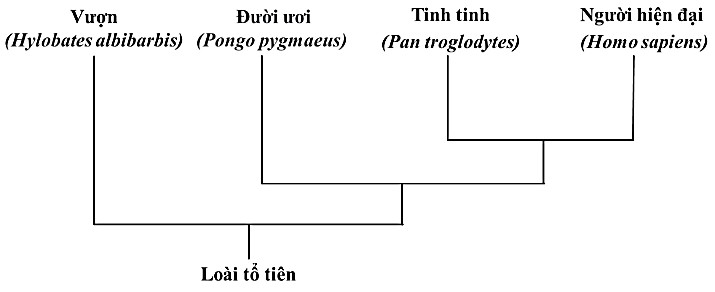 Vượn
(Hylobates albibarbis)
Đười ươi
(Pongo pygmaeus)
Tinh tinh
(Pan troglodytes)
Người hiện đại
(Homo sapiens)
Loài tổ tiên